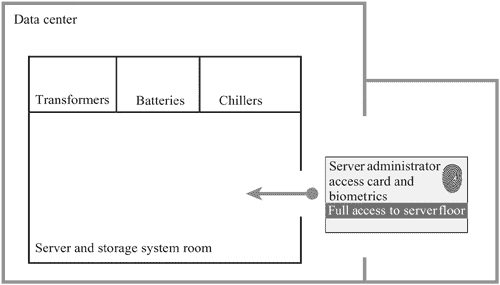 Data center
Transformers
Batteries
Chillers
Server administrator
access card and
biometrics
Full access to server floor
Server and storage system room